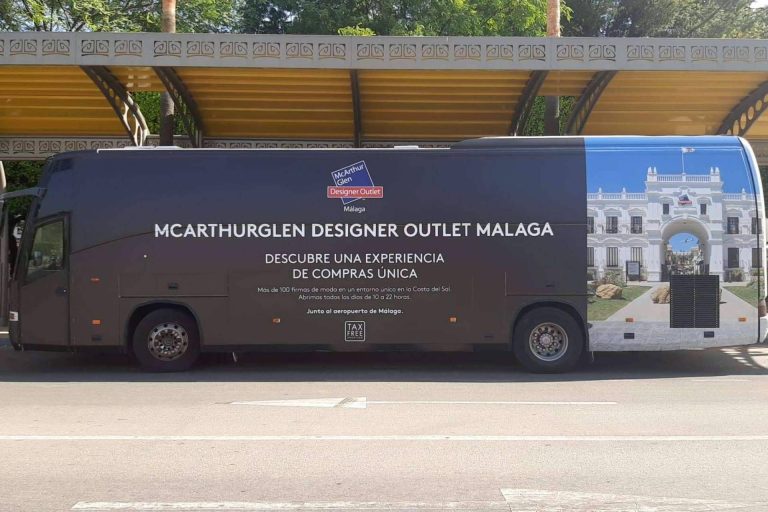 McArthur
Glen
Designer Outlet
Málaga
MCARTHURGLEN DESIGNER OUTLET MALAGA
DESCUBRE UNA EXPERIENCIA
DE COMPRAS ÚNICA
Más de 100 firmas de moda en un entorno unico en la Costa del Sol.
Abrimos todos los días de 10 a 22 horas.
Junto al aeropuerto de Málaga.
TAX
FREE